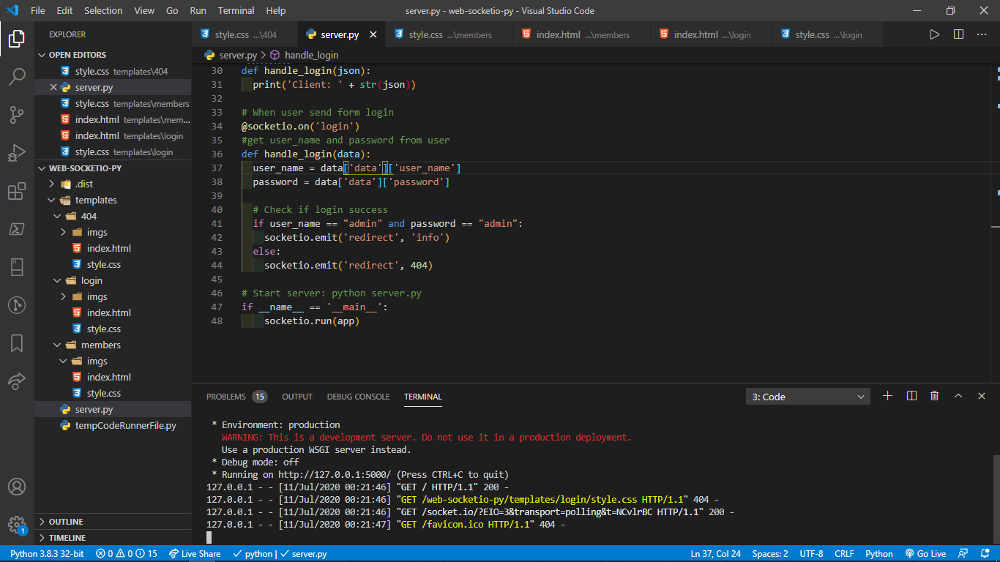 File Edit Selection View Go Run Terminal Help server.py - web-socketio-py - Visual Studio Code
EXPLORER
OPEN EDITORS
style.css templates\404
server.py
style.css templates\members
index.html templates\mem...
index.html templates\login
style.css templates\login
WEB-SOCKETIO-PY
.dist
templates
404
imgs
index.html
style.css
login
imgs
index.html
style.css
members
imgs
index.html
style.css
server.py
tempCodeRunnerFile.py
OUTLINE
TIMELINE
style.css ...\404 server.py style.css ...\members index.html ...\members index.html ...\login style.css ...\login
server.py > handle_login
30 def handle_login(json):
31 print('Client: ' + str(json))
32
33 # When user send form login
34 @socketio.on('login')
35 #get user_name and password from user
36 def handle_login(data):
37 user_name = data['data']['user_name']
38 password = data['data']['password']
39
40 # Check if login success
41 if user_name == "admin" and password == "admin":
42 socketio.emit('redirect', 'info')
43 else:
44 socketio.emit('redirect', 404)
45
46 # Start server: python server.py
47 if __name__ == '__main__':
48 socketio.run(app)
PROBLEMS 15 OUTPUT DEBUG CONSOLE TERMINAL 3: Code
* Environment: production
WARNING: This is a development server. Do not use it in a production deployment.
Use a production WSGI server instead.
* Debug mode: off
* Running on http://127.0.0.1:5000/ (Press CTRL+C to quit)
127.0.0.1 - - [11/Jul/2020 00:21:46] "GET / HTTP/1.1" 200 -
127.0.0.1 - - [11/Jul/2020 00:21:46] "GET /web-socketio-py/templates/login/style.css HTTP/1.1" 404 -
127.0.0.1 - - [11/Jul/2020 00:21:46] "GET /socket.io/?EIO=3&transport=polling&t=NCvlrBC HTTP/1.1" 200 -
127.0.0.1 - - [11/Jul/2020 00:21:47] "GET /favicon.ico HTTP/1.1" 404 -
1
Python 3.8.3 32-bit 0 0 15 Live Share python | server.py Ln 37, Col 24 Spaces: 2 UTF-8 CRLF Python Go Live